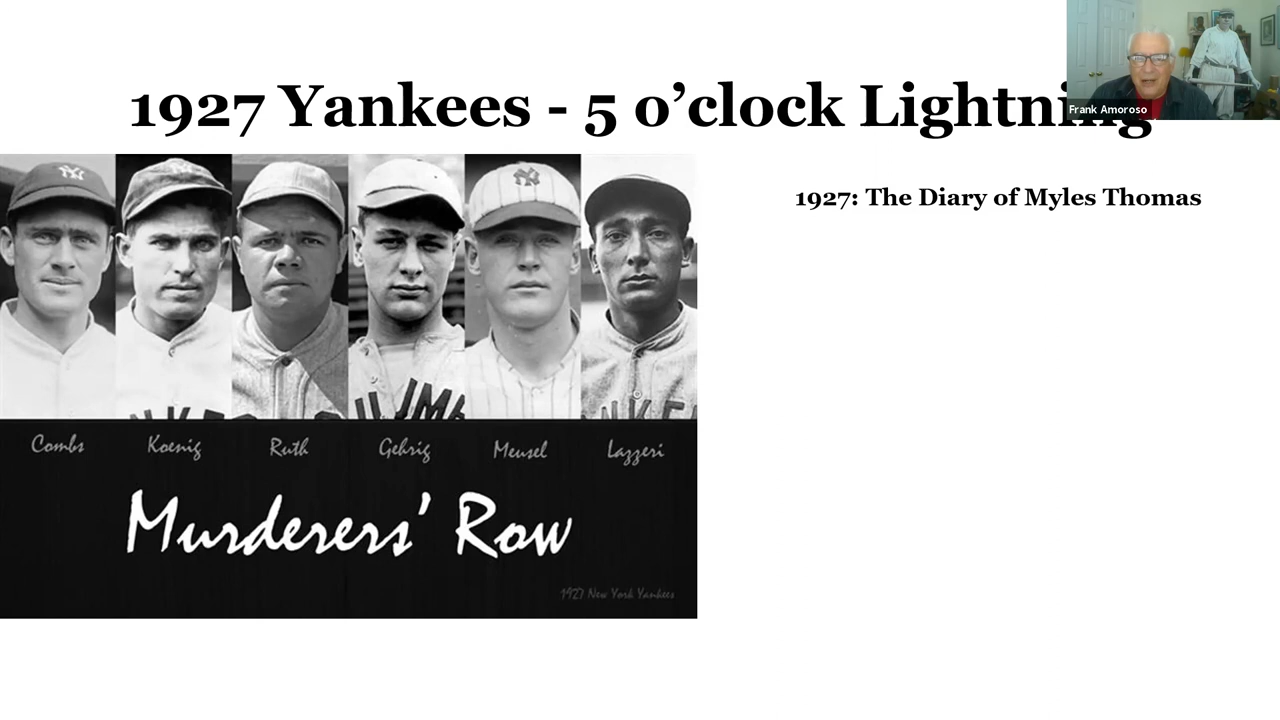 1927 Yankees - 5 o’clock Lightning
Frank Amoroso
1927: The Diary of Myles Thomas
Combs Koenig Ruth Gehrig Meusel Lazzeri
Murderers’ Row
1927 New York Yankees